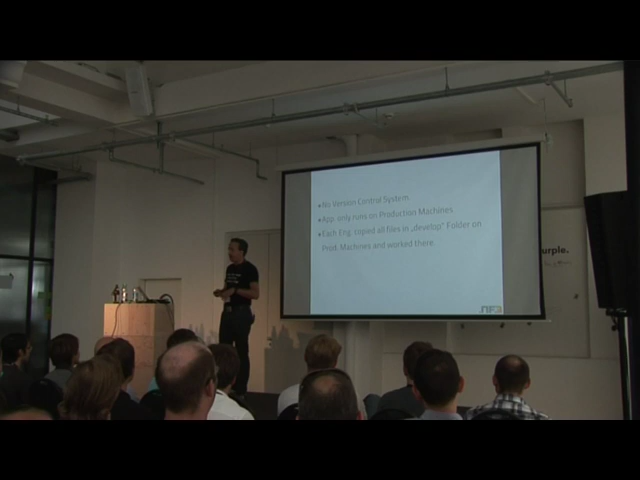 No Version Control System
App. only runs on Production Machines
Each Eng. copied all files in „develop“ Folder on
Prod. Machines and worked there.
urple.